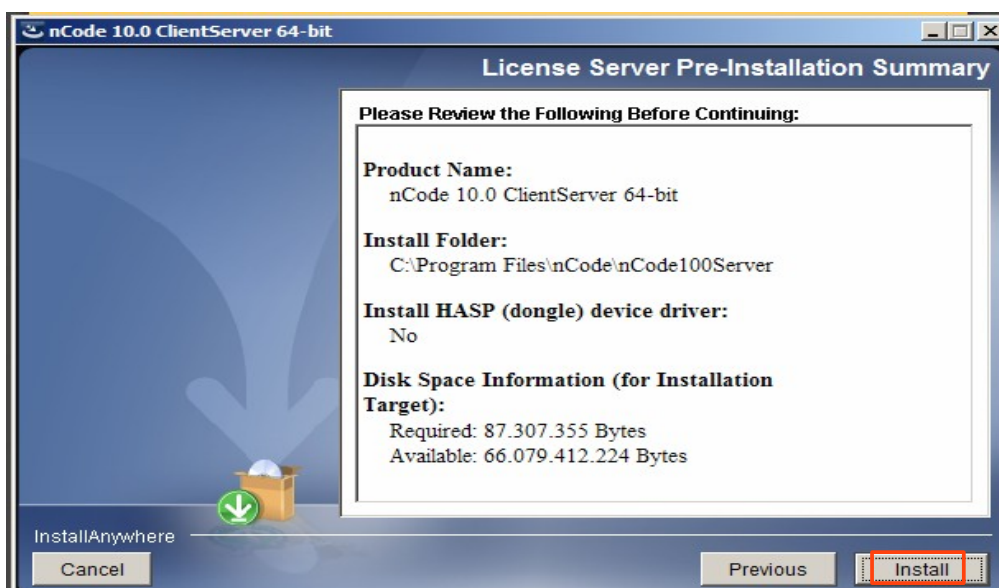 nCode 10.0 ClientServer 64-bit
License Server Pre-Installation Summary
Please Review the Following Before Continuing:
Product Name:
nCode 10.0 ClientServer 64-bit
Install Folder:
C:\Program Files\nCode\nCode100Server
Install HASP (dongle) device driver:
No
Disk Space Information (for Installation
Target):
Required: 87.307.355 Bytes
Available: 66.079.412.224 Bytes
InstallAnywhere
Cancel
Previous
Install